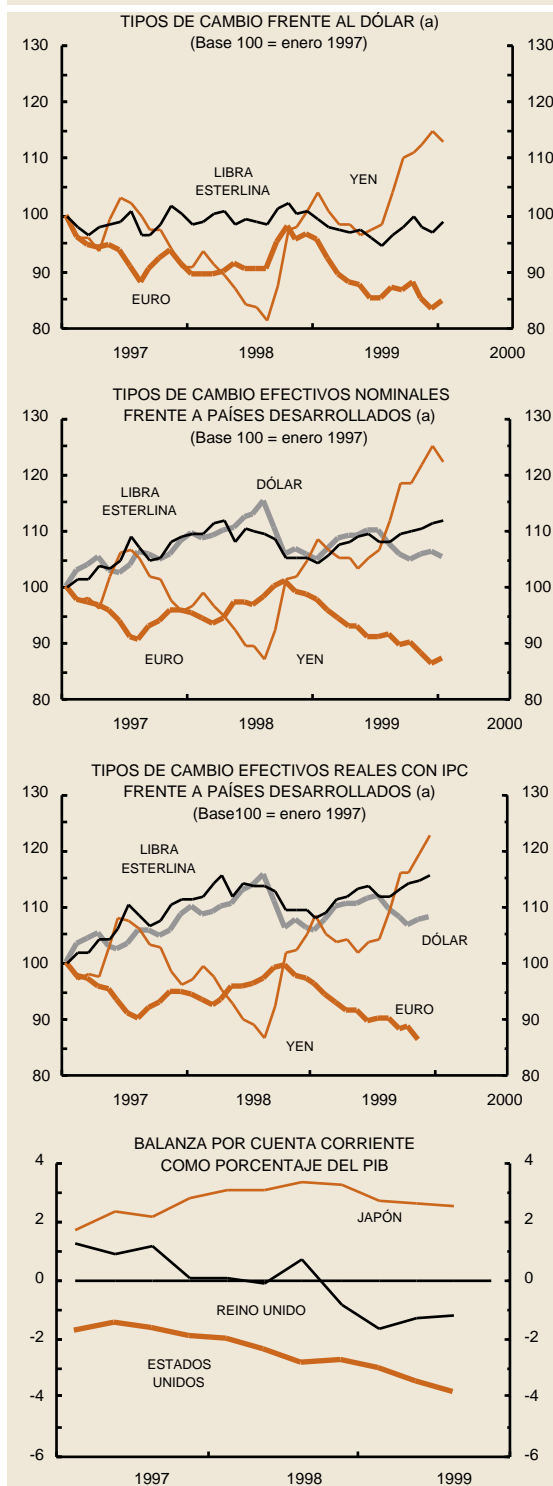 TIPOS DE CAMBIO FRENTE AL DÓLAR (a)
(Base 100 = enero 1997)
130 130
120 120
110 110
100 100
90 90
80 80
LIBRA
ESTERLINA
YEN
EURO
1997 1998 1999 2000
TIPOS DE CAMBIO EFECTIVOS NOMINALES
FRENTE A PAÍSES DESARROLLADOS (a)
(Base 100 = enero 1997)
130 130
120 120
110 110
100 100
90 90
80 80
LIBRA
ESTERLINA
DÓLAR
EURO
YEN
1997 1998 1999 2000
TIPOS DE CAMBIO EFECTIVOS REALES CON IPC
FRENTE A PAÍSES DESARROLLADOS (a)
(Base100 = enero 1997)
130 130
120 120
110 110
100 100
90 90
80 80
LIBRA
ESTERLINA
DÓLAR
EURO
YEN
1997 1998 1999 2000
BALANZA POR CUENTA CORRIENTE
COMO PORCENTAJE DEL PIB
4 4
2 2
0 0
-2 -2
-4 -4
-6 -6
JAPÓN
REINO UNIDO
ESTADOS
UNIDOS
1997 1998 1999